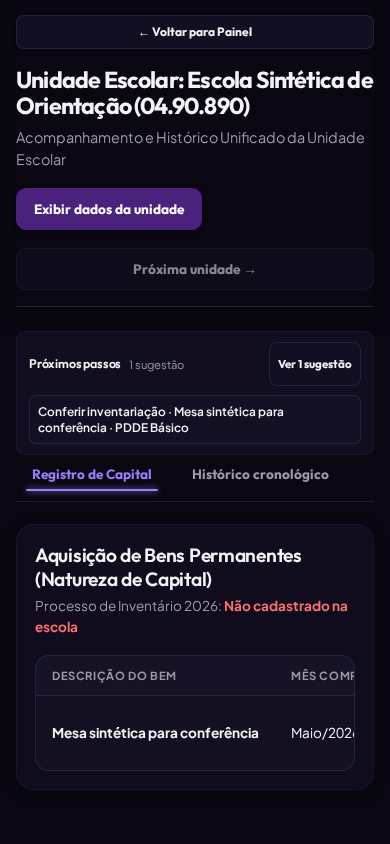 ← Voltar para Painel
Unidade Escolar: Escola Sintética de
Orientação (04.90.890)
Acompanhamento e Histórico Unificado da Unidade
Escolar
Exibir dados da unidade
Próxima unidade →
Próximos passos 1 sugestão
Ver 1 sugestão
Conferir inventariação · Mesa sintética para
conferência · PDDE Básico
Registro de Capital
Histórico cronológico
Aquisição de Bens Permanentes
(Natureza de Capital)
Processo de Inventário 2026: Não cadastrado na
escola
DESCRIÇÃO DO BEM MÊS
Mesa sintética para conferência Maio/